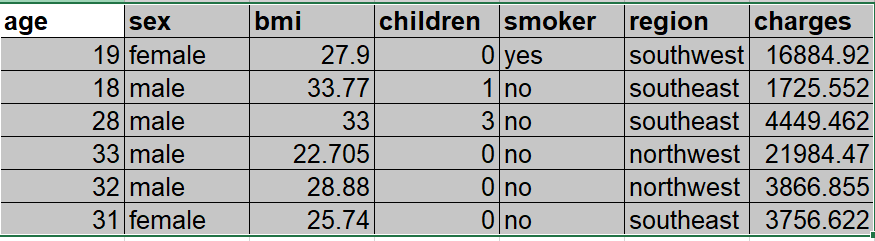 age sex bmi children smoker region charges
19 female 27.9 0 yes southwest 16884.92
18 male 33.77 1 no southeast 1725.552
28 male 33 3 no southeast 4449.462
33 male 22.705 0 no northwest 21984.47
32 male 28.88 0 no northwest 3866.855
31 female 25.74 0 no southeast 3756.622